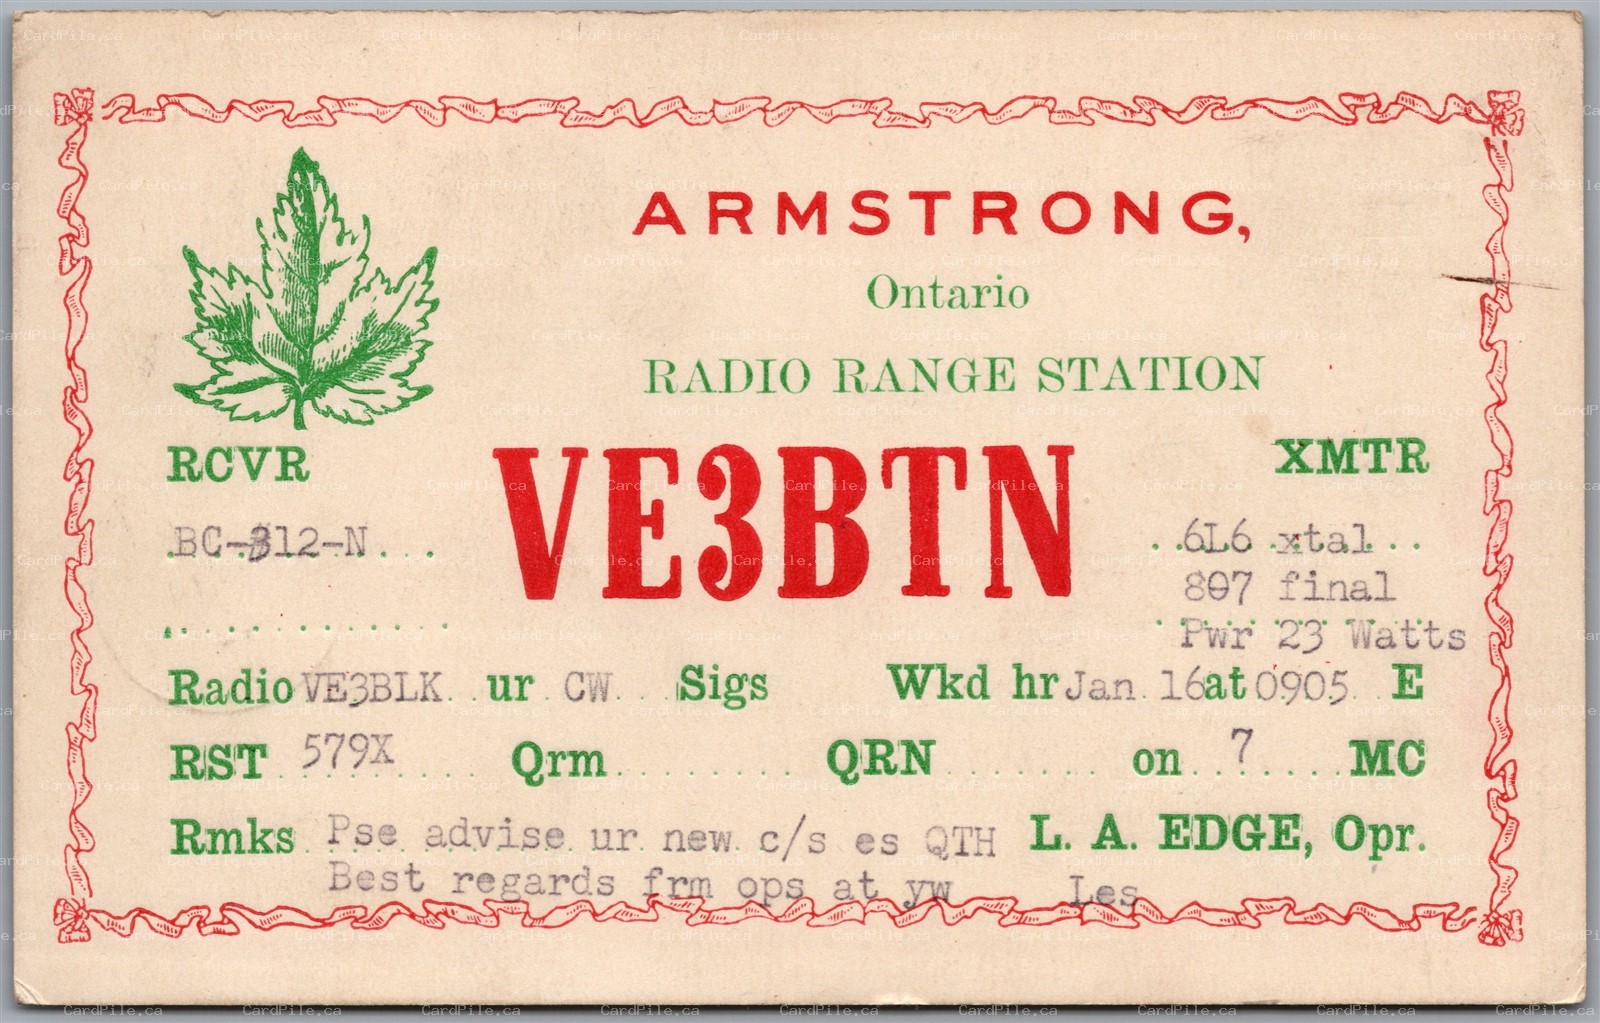 ARMSTRONG,
Ontario
RADIO RANGE STATION
RCVR VE3BTN XMTR
BC-312-N 6L6 xtal
807 final
Pwr 23 Watts
Radio VE3BLK ur CW Sigs Wkd hr Jan 16 at 0905 E
RST 579X Qrm QRN on 7 MC
Rmks Pse advise ur new c/s es QTH L. A. EDGE, Opr.
Best regards frm ops at yw Les
CardPile.ca